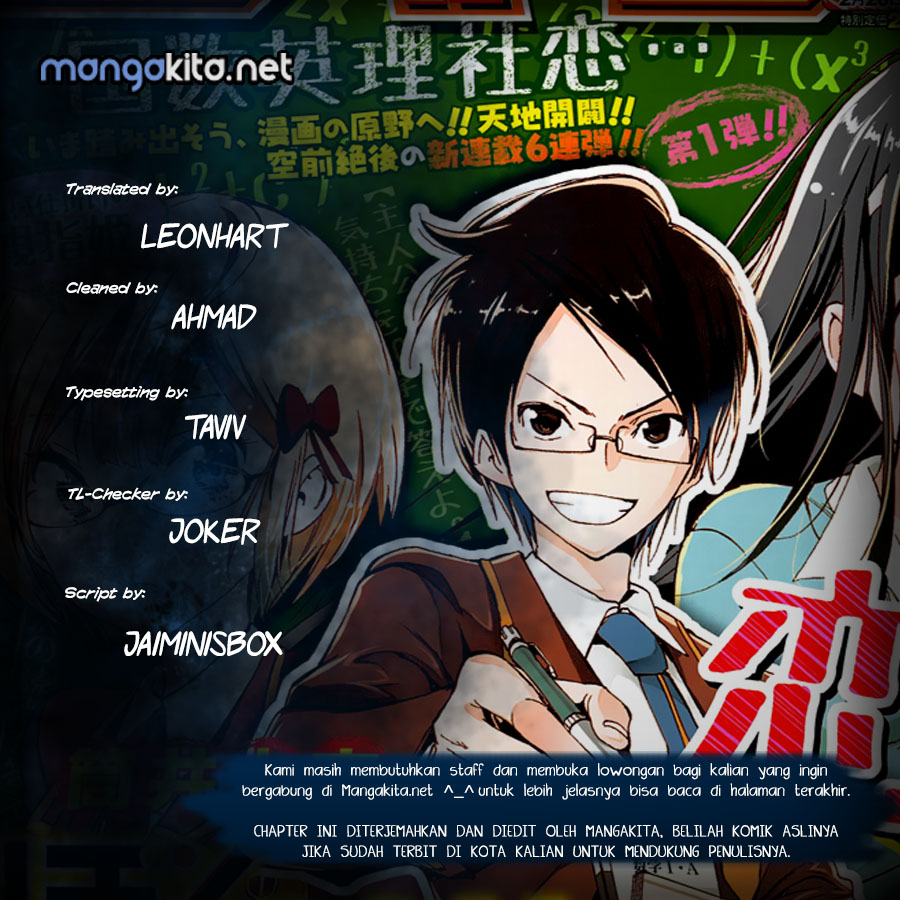 mangakita.net
国数英理社恋…
いま踏み出そう、漫画の原野へ!!天地開闢!!
空前絶後の新連載6連弾!!
第1弾!!
Translated by:
LEONHART
Cleaned by:
AHMAD
Typesetting by:
TAVIV
TL-Checker by:
JOKER
Script by:
JAIMINISBOX
Kami masih membutuhkan staff dan membuka lowongan bagi kalian yang ingin
bergabung di Mangakita.net ^_^ untuk lebih jelasnya bisa baca di halaman terakhir.
CHAPTER INI DITERJEMAHKAN DAN DIEDIT OLEH MANGAKITA, BELILAH KOMIK ASLINYA
JIKA SUDAH TERBIT DI KOTA KALIAN UNTUK MENDUKUNG PENULISNYA.